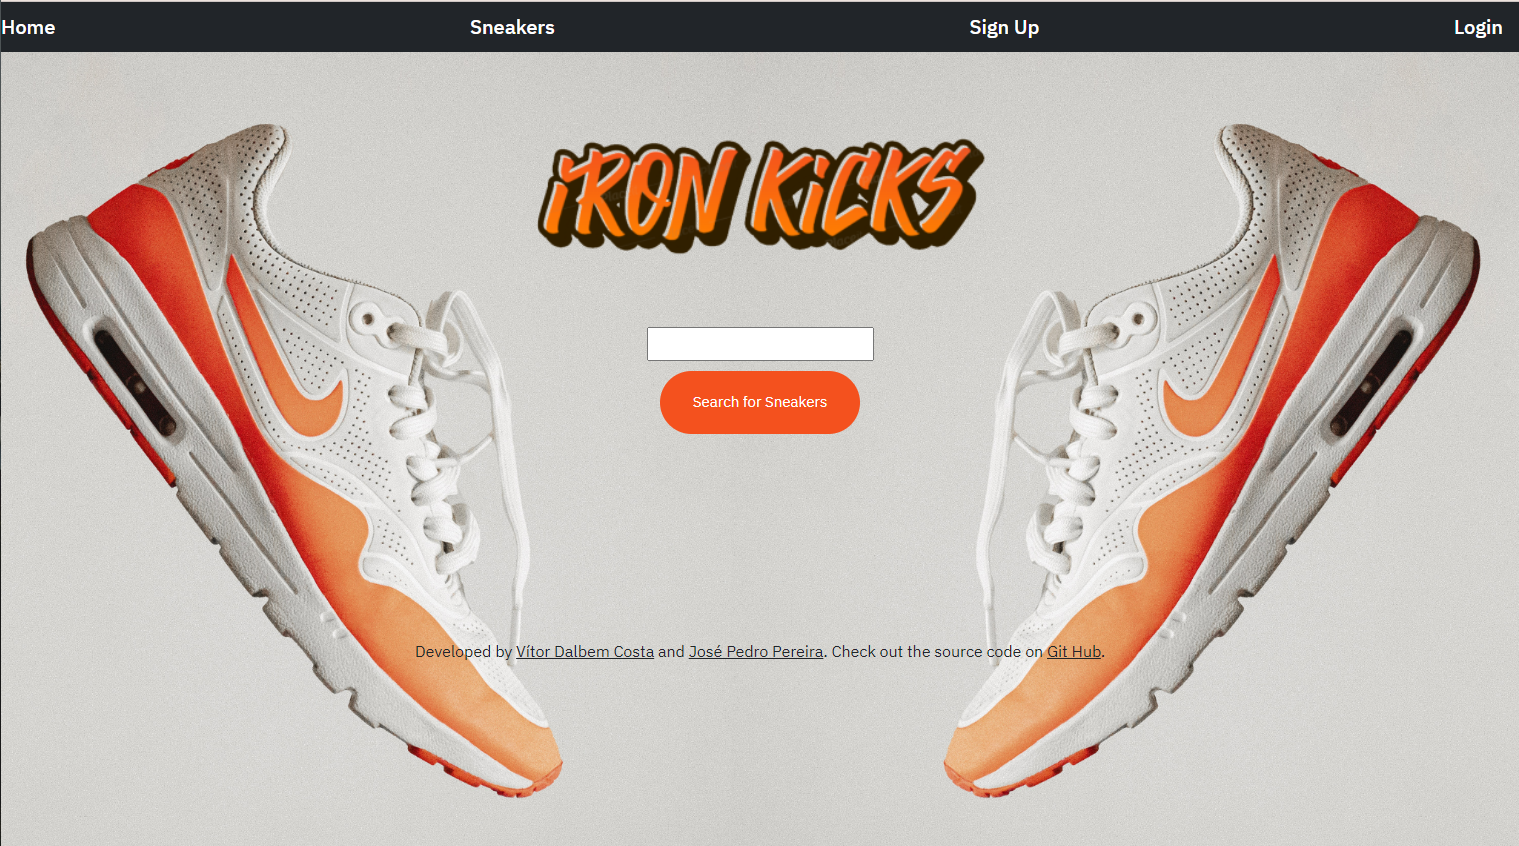 Home Sneakers Sign Up Login
IRON KiCKS
Search for Sneakers
Developed by Vítor Dalbem Costa and José Pedro Pereira. Check out the source code on Git Hub.